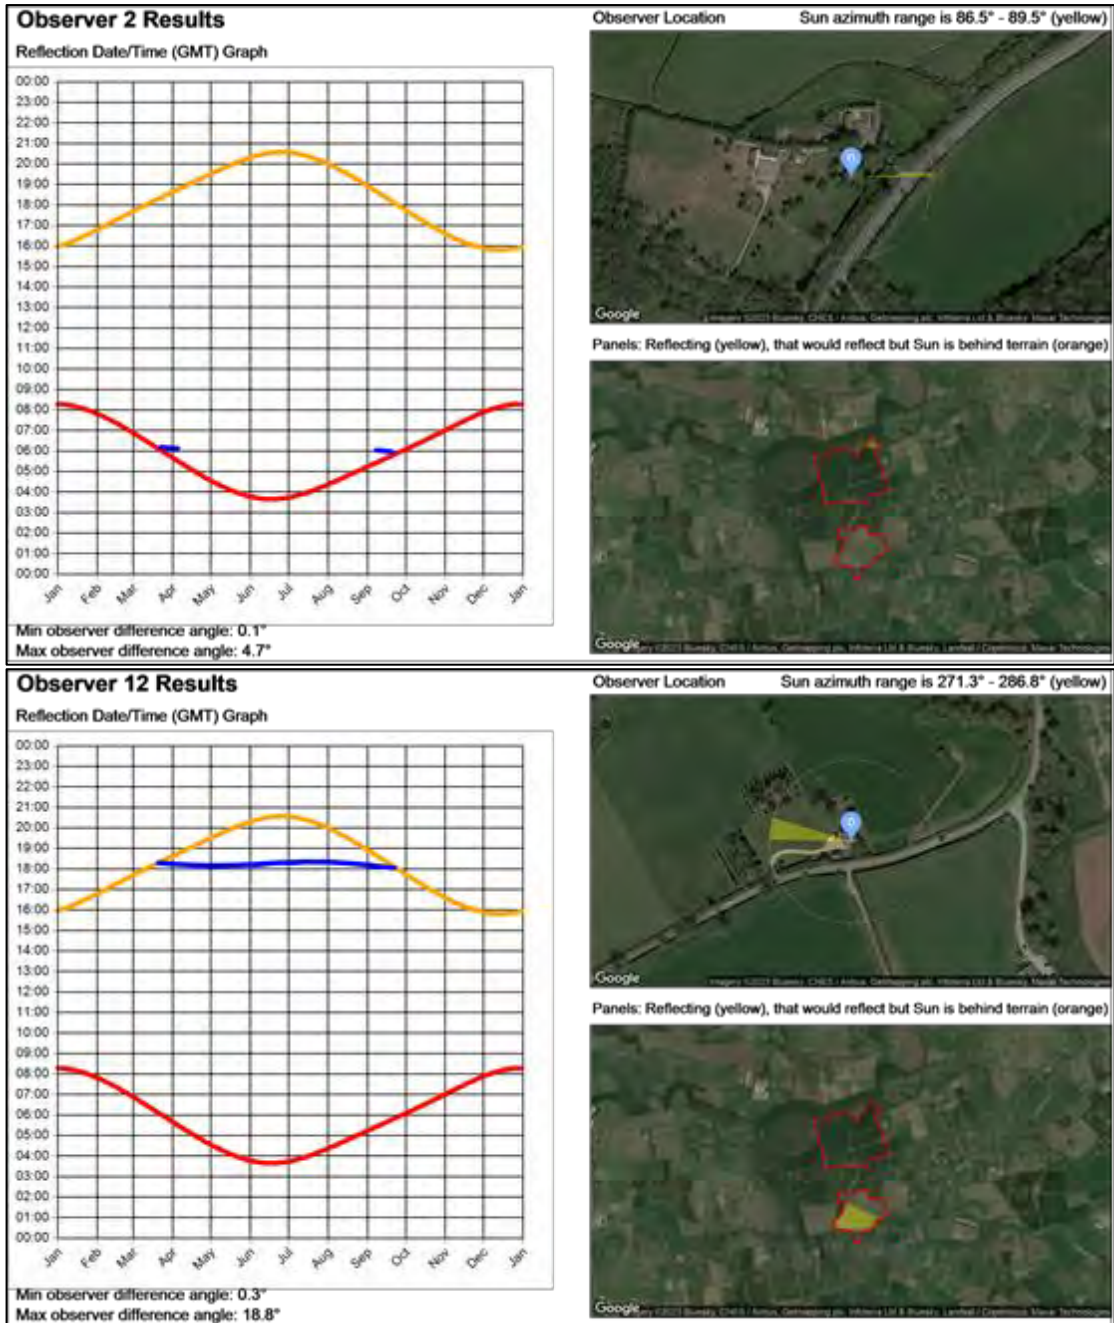 Observer 2 Results
Observer Location
Sun azimuth range is 86.5° - 89.5° (yellow)
Reflection Date/Time (GMT) Graph
00:00
23:00
22:00
21:00
20:00
19:00
18:00
17:00
16:00
15:00
14:00
13:00
12:00
11:00
10:00
09:00
08:00
07:00
06:00
05:00
04:00
03:00
02:00
01:00
00:00
Jan Feb Mar Apr May Jun Jul Aug Sep Oct Nov Dec Jan
Min observer difference angle: 0.1°
Max observer difference angle: 4.7°
Google
Panels: Reflecting (yellow), that would reflect but Sun is behind terrain (orange)
Google
Observer 12 Results
Observer Location
Sun azimuth range is 271.3° - 286.8° (yellow)
Reflection Date/Time (GMT) Graph
00:00
23:00
22:00
21:00
20:00
19:00
18:00
17:00
16:00
15:00
14:00
13:00
12:00
11:00
10:00
09:00
08:00
07:00
06:00
05:00
04:00
03:00
02:00
01:00
00:00
Jan Feb Mar Apr May Jun Jul Aug Sep Oct Nov Dec Jan
Min observer difference angle: 0.3°
Max observer difference angle: 18.8°
Google
Panels: Reflecting (yellow), that would reflect but Sun is behind terrain (orange)
Google